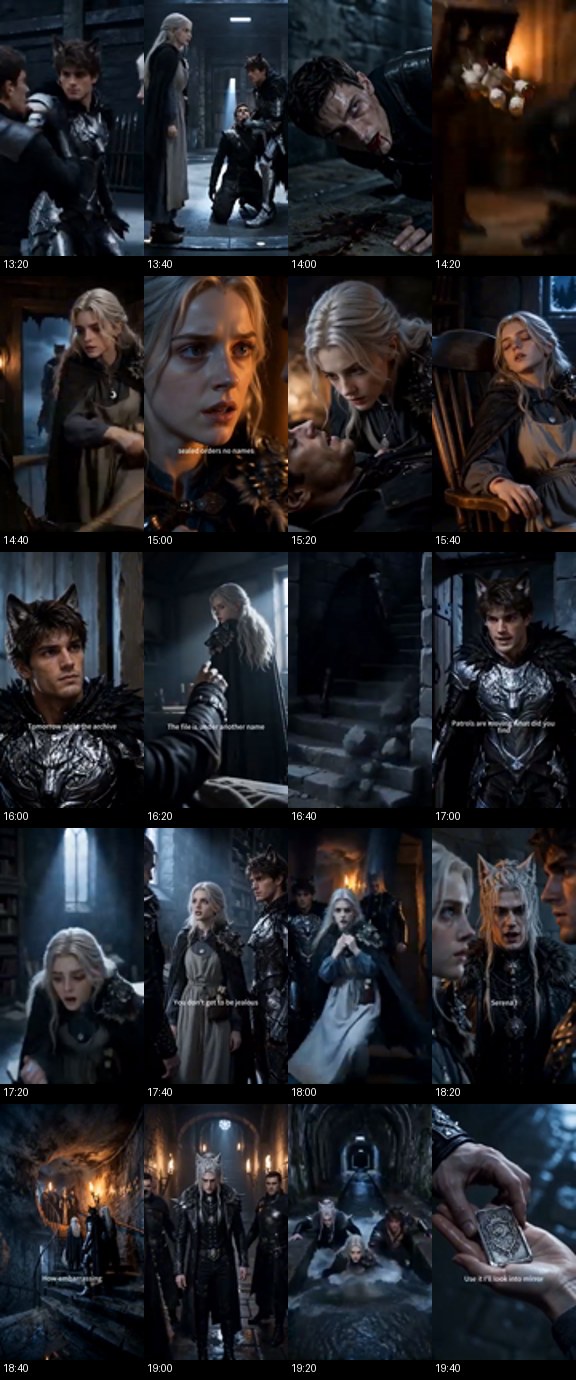 13:20
13:40
14:00
14:20
sealed orders no names
14:40
15:00
15:20
15:40
Tomorrow night the archive
The file is under another name
Patrols are moving What did you
find
16:00
16:20
16:40
17:00
You don't get to be jealous
Serena!
17:20
17:40
18:00
18:20
How embarrassing
Use it I'll look into mirror
18:40
19:00
19:20
19:40